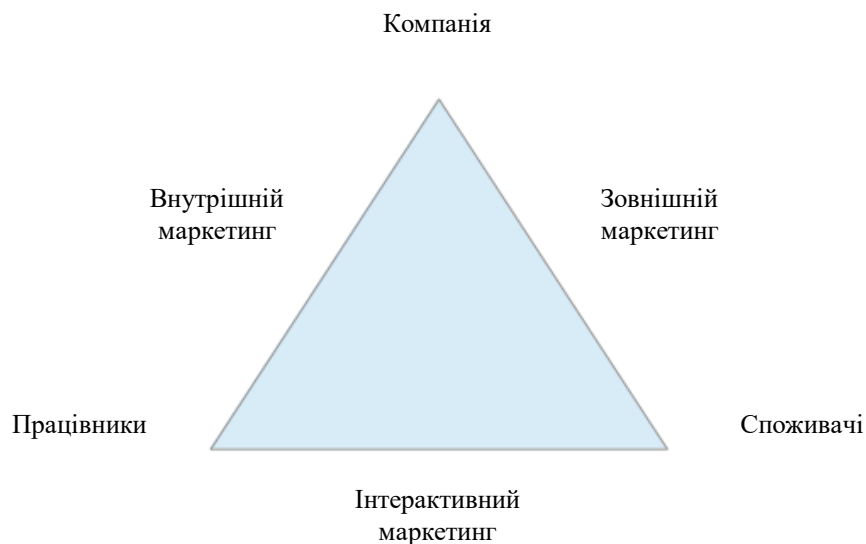 Компанія
Внутрішній
маркетинг
Зовнішній
маркетинг
Працівники
Споживачі
Інтерактивний
маркетинг